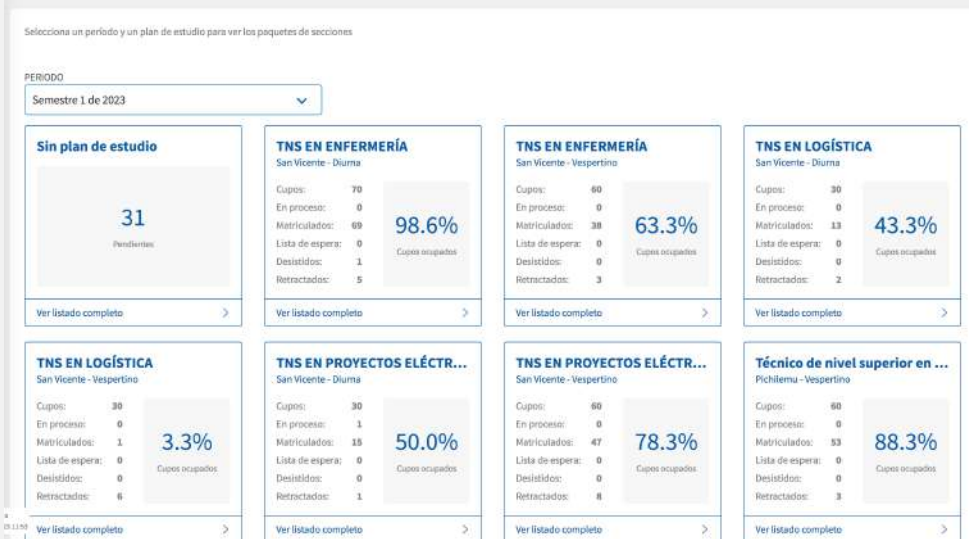 Selecciona un período y un plan de estudio para ver los paquetes de secciones
PERIODO
Semestre 1 de 2023
Sin plan de estudio
31
Pendientes
Ver listado completo
TNS EN ENFERMERÍA
San Vicente - Diurna
Cupos: 70
En proceso: 0
Matriculados: 69
Lista de espera: 0
Desistidos: 1
Retractados: 5
98.6%
Cupos ocupados
Ver listado completo
TNS EN ENFERMERÍA
San Vicente - Vespertino
Cupos: 60
En proceso: 0
Matriculados: 38
Lista de espera: 0
Desistidos: 0
Retractados: 3
63.3%
Cupos ocupados
Ver listado completo
TNS EN LOGÍSTICA
San Vicente - Diurna
Cupos: 30
En proceso: 0
Matriculados: 13
Lista de espera: 0
Desistidos: 0
Retractados: 2
43.3%
Cupos ocupados
Ver listado completo
TNS EN LOGÍSTICA
San Vicente - Vespertino
Cupos: 30
En proceso: 0
Matriculados: 1
Lista de espera: 0
Desistidos: 0
Retractados: 6
3.3%
Cupos ocupados
Ver listado completo
TNS EN PROYECTOS ELÉCTR...
San Vicente - Diurna
Cupos: 30
En proceso: 1
Matriculados: 15
Lista de espera: 0
Desistidos: 0
Retractados: 1
50.0%
Cupos ocupados
Ver listado completo
TNS EN PROYECTOS ELÉCTR...
San Vicente - Vespertino
Cupos: 60
En proceso: 0
Matriculados: 47
Lista de espera: 0
Desistidos: 0
Retractados: 8
78.3%
Cupos ocupados
Ver listado completo
Técnico de nivel superior en ...
Pichilemu - Vespertino
Cupos: 60
En proceso: 0
Matriculados: 53
Lista de espera: 0
Desistidos: 0
Retractados: 3
88.3%
Cupos ocupados
Ver listado completo